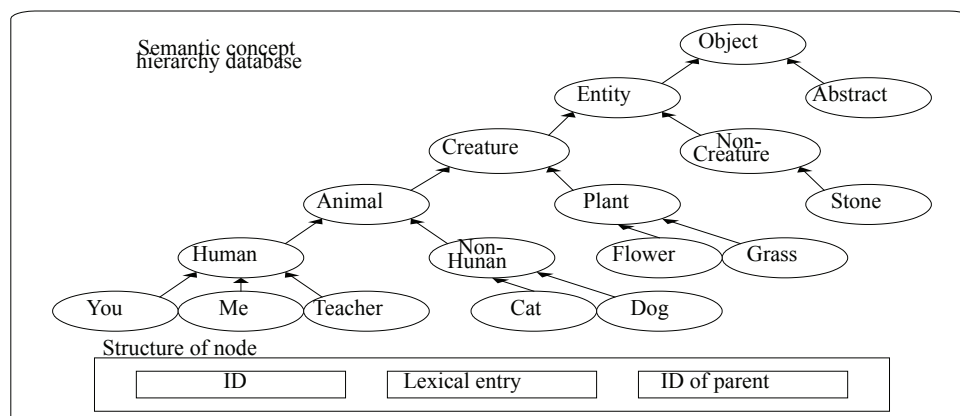 Semantic concept
hierarchy database
Object
Entity
Abstract
Creature
Non-
Creature
Animal
Plant
Stone
Human
Non-
Hunan
Flower
Grass
You
Me
Teacher
Cat
Dog
Structure of node
ID
Lexical entry
ID of parent